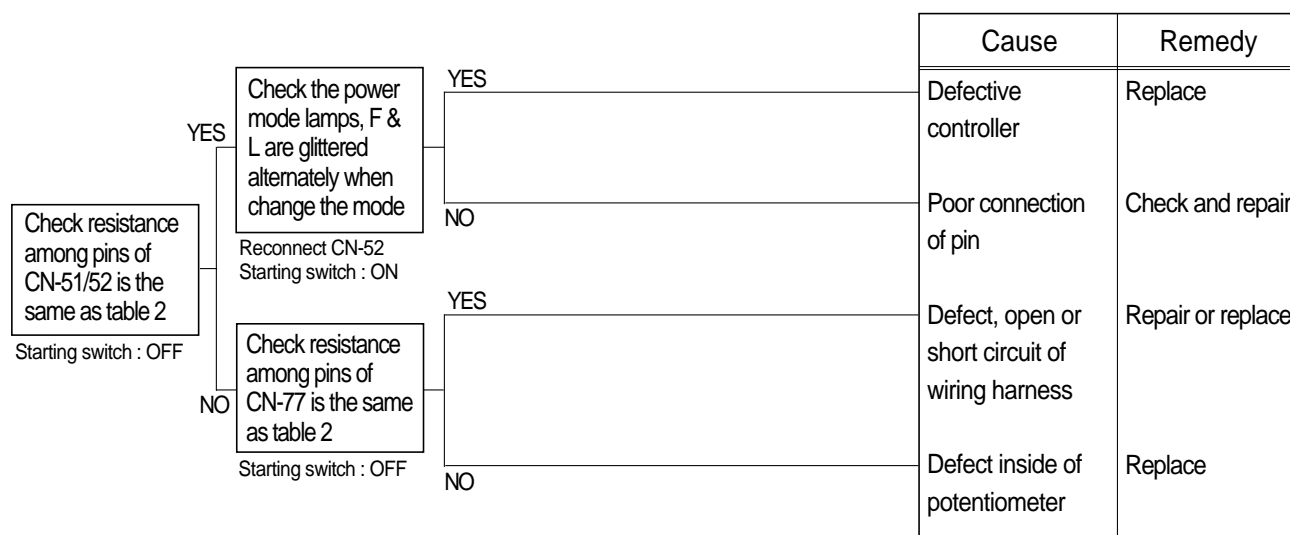 Cause
Remedy
YES
Check the power
mode lamps, F &
L are glittered
alternately when
change the mode
YES
Defective
controller
Replace
NO
Poor connection
of pin
Check and repair
Reconnect CN-52
Starting switch : ON
Check resistance
among pins of
CN-51/52 is the
same as table 2
Starting switch : OFF
NO
Check resistance
among pins of
CN-77 is the same
as table 2
Starting switch : OFF
YES
Defect, open or
short circuit of
wiring harness
Repair or replace
NO
Defect inside of
potentiometer
Replace